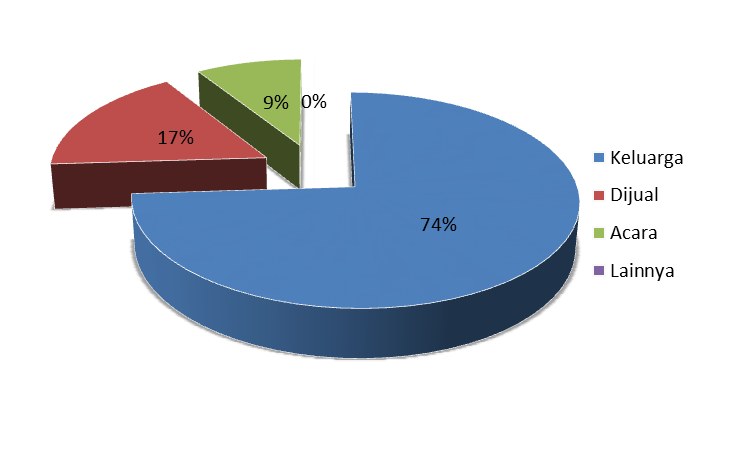 9%
0%
17%
74%
Keluarga
Dijual
Acara
Lainnya